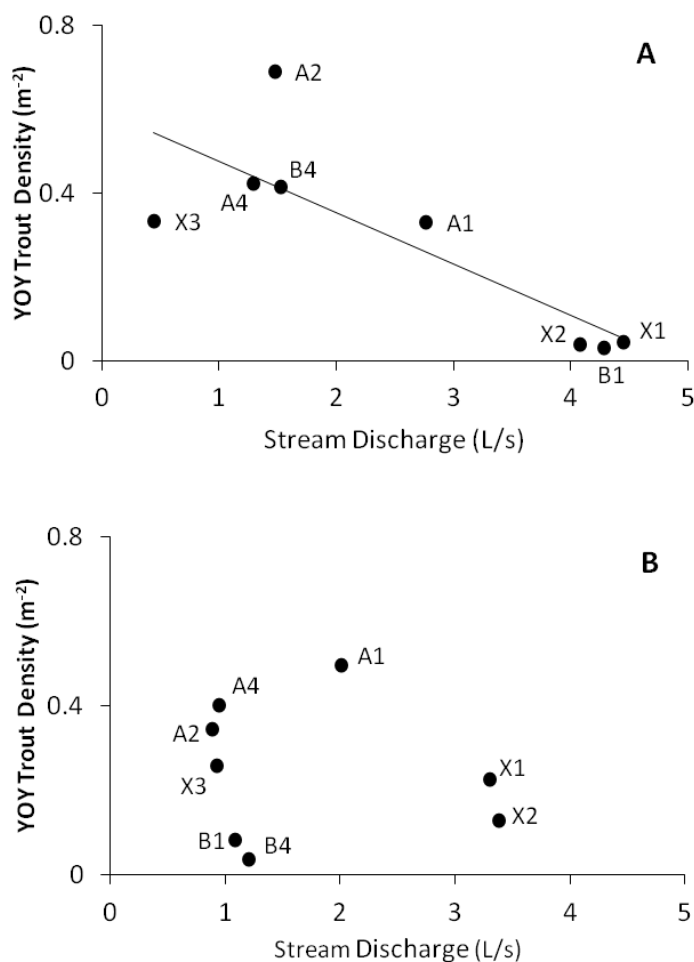 0.8
A
A2
YOY Trout Density (m⁻²)
B4
0.4
A4
A1
X3
X2
X1
0
B1
0 1 2 3 4 5
Stream Discharge (L/s)
0.8
B
YOY Trout Density (m⁻²)
A1
A4
0.4
A2
X3
X1
X2
B1
B4
0
0 1 2 3 4 5
Stream Discharge (L/s)